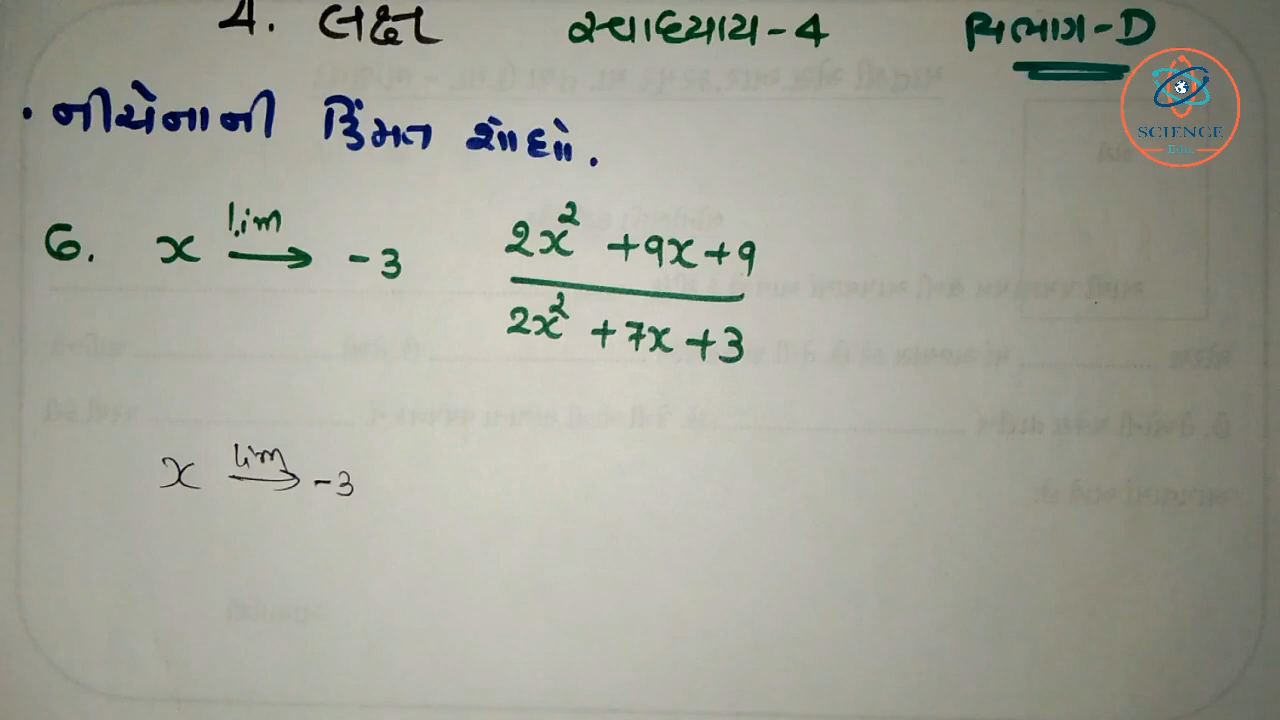 4. લક્ષ સ્વાધ્યાય-4 વિભાગ-D
SCIENCE
• નીચેનાની કિંમત શોધો.
6. x lim → -3 2x² + 9x + 9
2x² + 7x + 3
x lim → -3